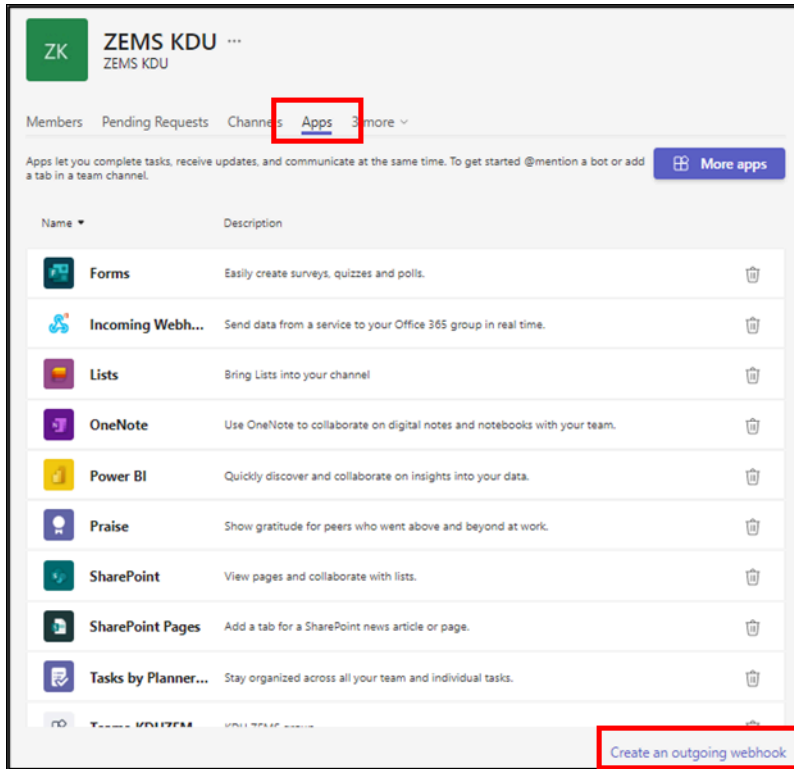 ZK
ZEMS KDU ...
ZEMS KDU
Members Pending Requests Channels Apps 3 more
Apps let you complete tasks, receive updates, and communicate at the same time. To get started @mention a bot or add
a tab in a team channel.
More apps
Name Description
Forms Easily create surveys, quizzes and polls.
Incoming Webh... Send data from a service to your Office 365 group in real time.
Lists Bring Lists into your channel
OneNote Use OneNote to collaborate on digital notes and notebooks with your team.
Power BI Quickly discover and collaborate on insights into your data.
Praise Show gratitude for peers who went above and beyond at work.
SharePoint View pages and collaborate with lists.
SharePoint Pages Add a tab for a SharePoint news article or page.
Tasks by Planner... Stay organized across all your team and individual tasks.
Create an outgoing webhook